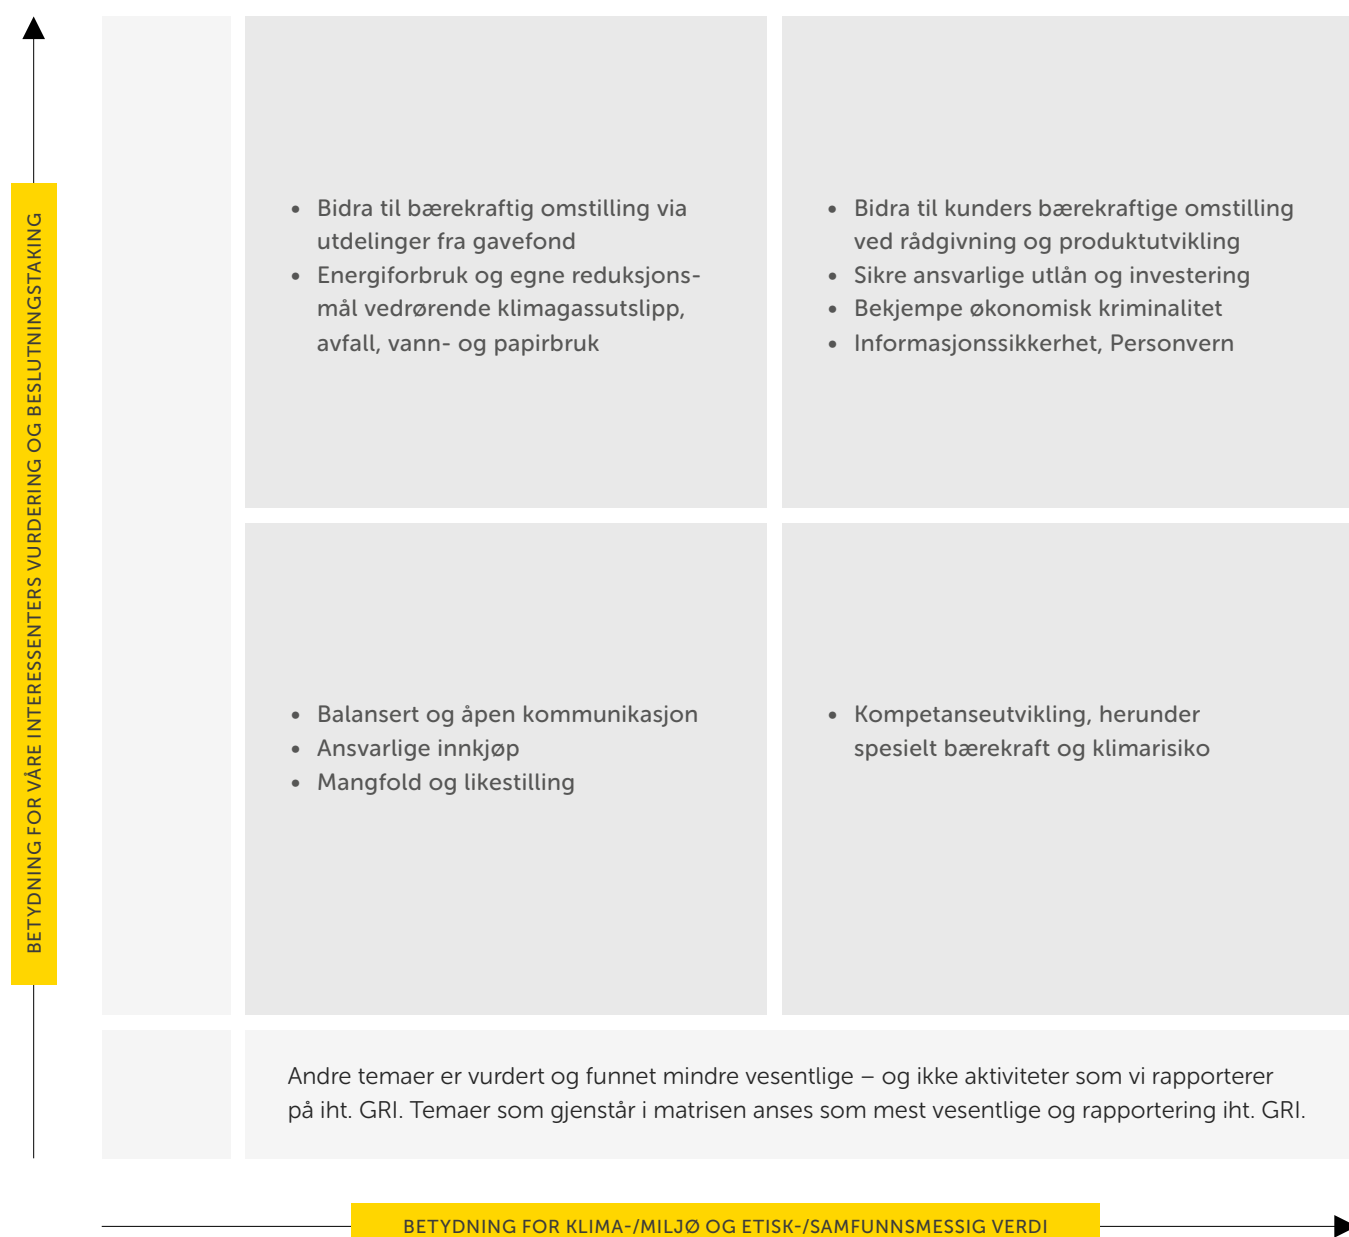 BETYDNING FOR VÅRE INTERESSENTERS VURDERING OG BESLUTNINGSTAKING
• Bidra til bærekraftig omstilling via
utdelinger fra gavefond
• Energiforbruk og egne reduksjons-
mål vedrørende klimagassutslipp,
avfall, vann- og papirbruk
• Bidra til kunders bærekraftige omstilling
ved rådgivning og produktutvikling
• Sikre ansvarlige utlån og investering
• Bekjempe økonomisk kriminalitet
• Informasjonssikkerhet, Personvern
• Balansert og åpen kommunikasjon
• Ansvarlige innkjøp
• Mangfold og likestilling
• Kompetanseutvikling, herunder
spesielt bærekraft og klimarisiko
Andre temaer er vurdert og funnet mindre vesentlige – og ikke aktiviteter som vi rapporterer
på iht. GRI. Temaer som gjenstår i matrisen anses som mest vesentlige og rapportering iht. GRI.
BETYDNING FOR KLIMA-/MILJØ OG ETISK-/SAMFUNNSMESSIG VERDI